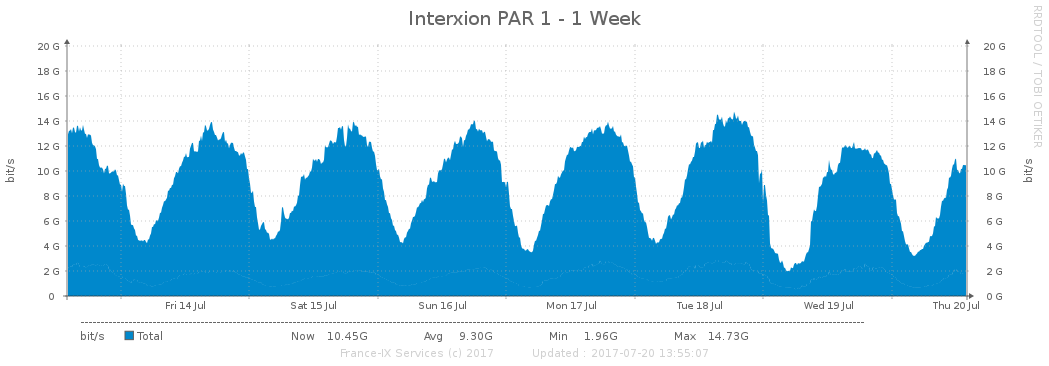 Interxion PAR 1 - 1 Week
RRDTOOL / TOBI OETIKER
bit/s
20 G 20 G
18 G 18 G
16 G 16 G
14 G 14 G
12 G 12 G
10 G 10 G
8 G 8 G
6 G 6 G
4 G 4 G
2 G 2 G
0 0 G
bit/s
Fri 14 Jul Sat 15 Jul Sun 16 Jul Mon 17 Jul Tue 18 Jul Wed 19 Jul Thu 20 Jul
bit/s Total Now 10.45G Avg 9.30G Min 1.96G Max 14.73G
France-IX Services (c) 2017 Updated : 2017-07-20 13:55:07